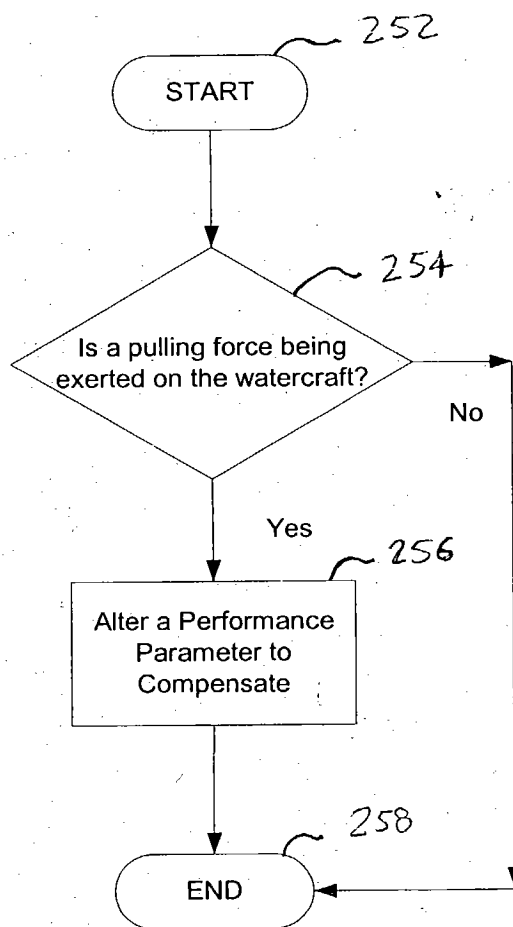 252
START
254
Is a pulling force being
exerted on the watercraft?
No
Yes
256
Alter a Performance
Parameter to
Compensate
258
END